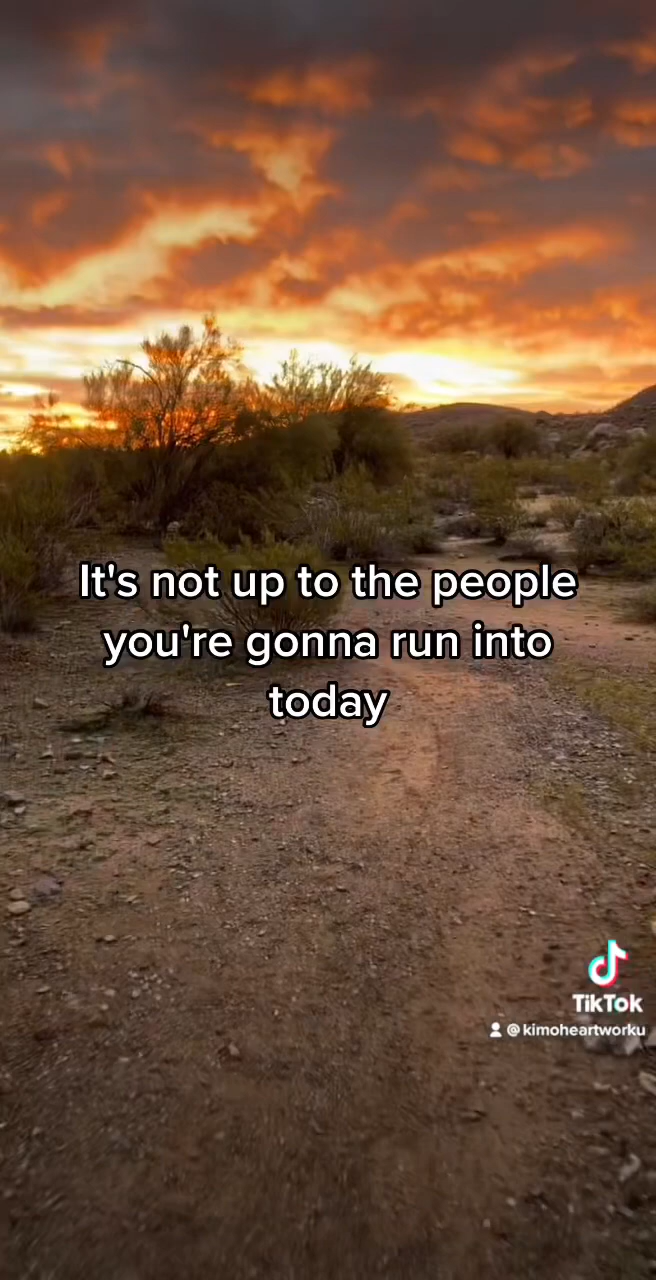 It's not up to the people
you're gonna run into
today
TikTok
@kimoheartworku